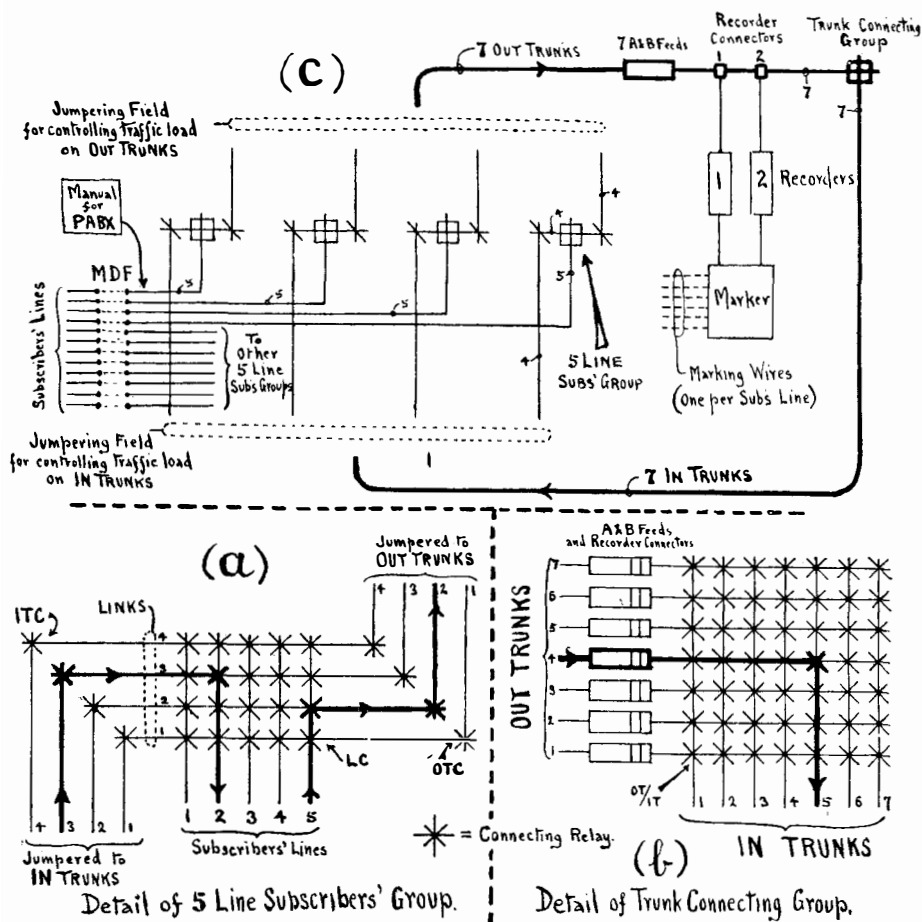 (c)
7 OUT TRUNKS
7 A&B Feeds
Recorder
Connectors
1 2
Trunk Connecting
Group
7
7
Jumpering Field
for controlling Traffic load
on OUT TRUNKS
Manual
for
PABX
MDF
Subscribers' Lines
5
5
5
5
4
4
4
To
Other
5 Line
Subs Groups
5 LINE
SUBS' GROUP
1
2
Recorders
Marker
Marking Wires
(One per Sub's Line)
Jumpering Field
for controlling Traffic load
on IN TRUNKS
1
7 IN TRUNKS
(a)
Jumpered to
OUT TRUNKS
4 3 2 1
ITC
LINKS
4
3
2
1
LC
OTC
4 3 2 1
Jumpered to
IN TRUNKS
1 2 3 4 5
Subscribers' Lines
= Connecting Relay.
Detail of 5 Line Subscribers' Group.
A&B Feeds
and Recorder Connectors
OUT TRUNKS
7
6
5
4
3
2
1
OT/IT
1 2 3 4 5 6 7
IN TRUNKS
(b)
Detail of Trunk Connecting Group,